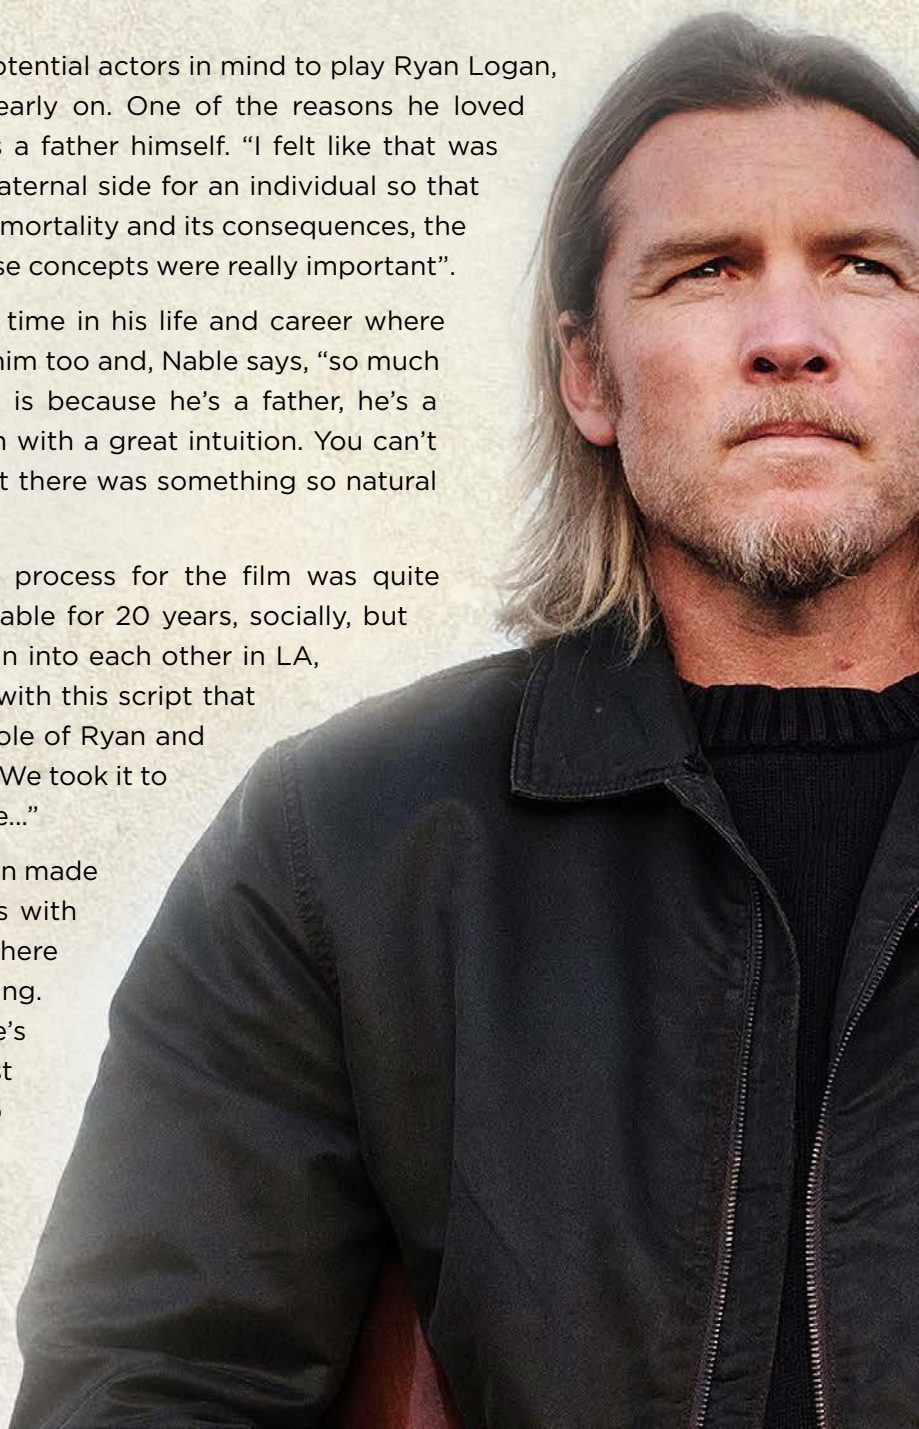 potential actors in mind to play Ryan Logan,
early on. One of the reasons he loved
s a father himself. “I felt like that was
aternal side for an individual so that
mortality and its consequences, the
se concepts were really important”.
time in his life and career where
him too and, Nable says, “so much
is because he’s a father, he’s a
n with a great intuition. You can’t
t there was something so natural
process for the film was quite
able for 20 years, socially, but
n into each other in LA,
with this script that
ole of Ryan and
We took it to
e...”
n made
s with
here
ng.
e’s
st